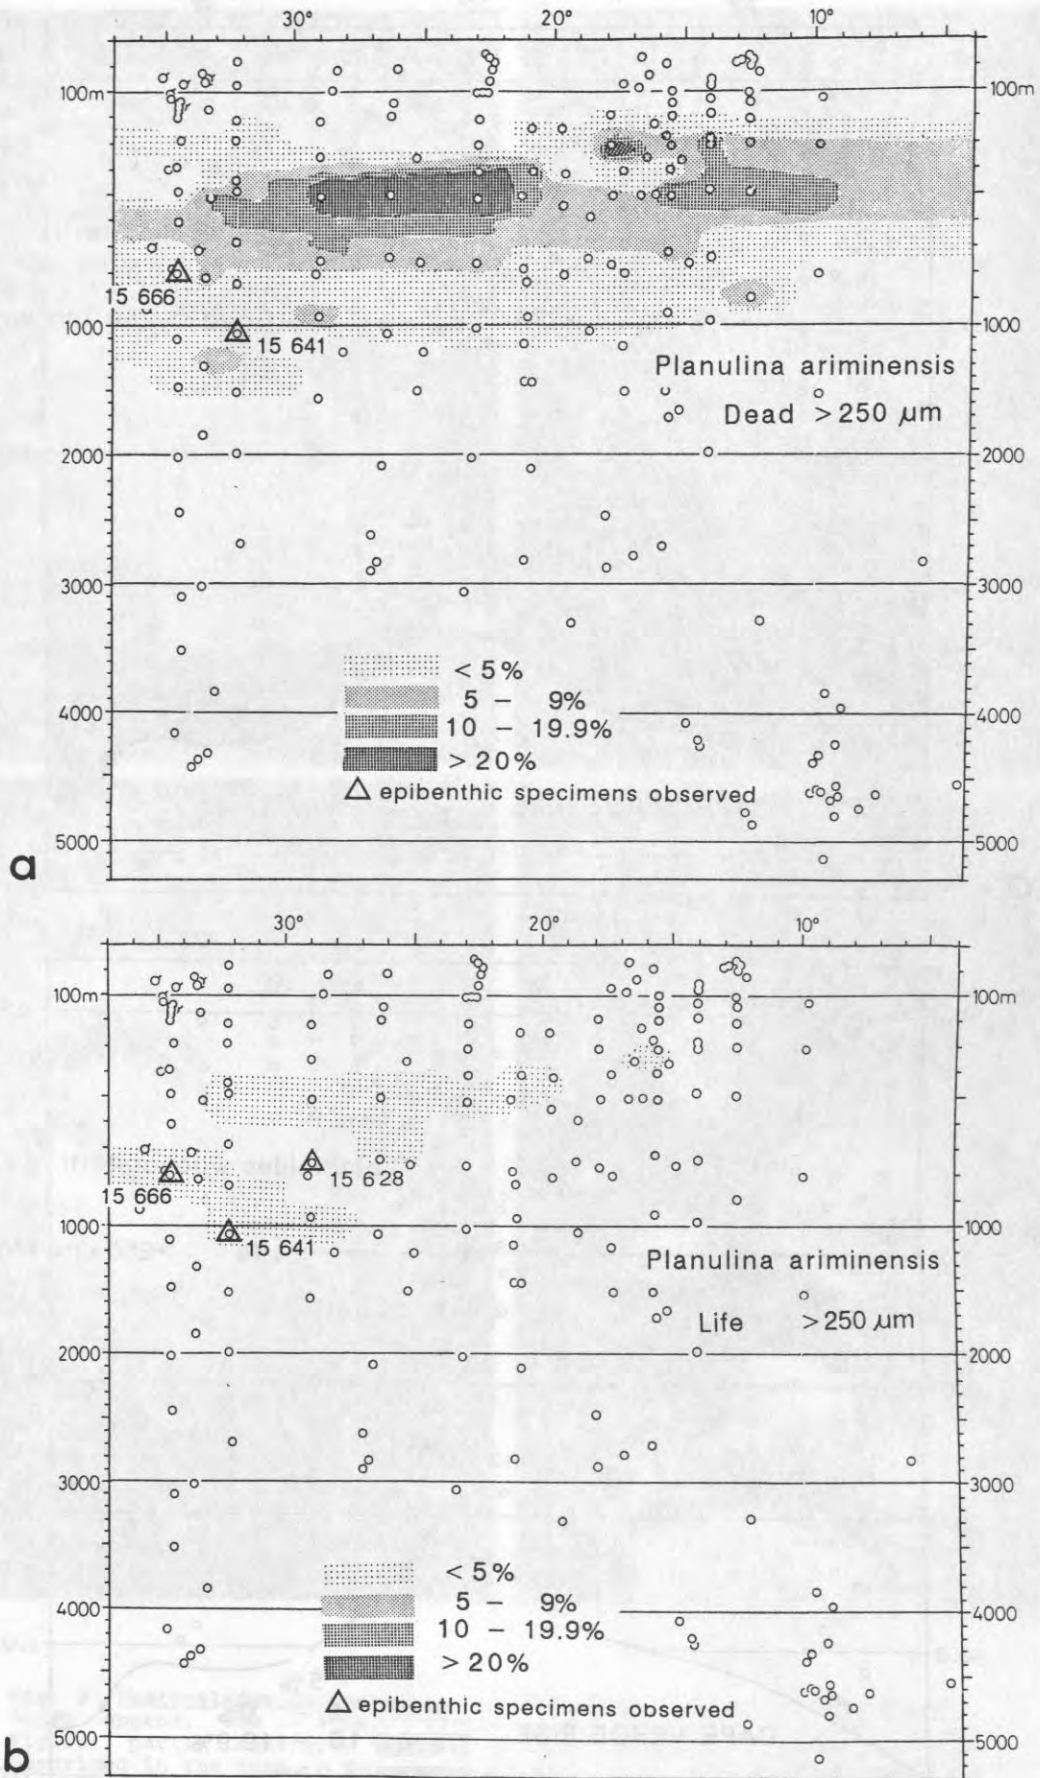 30° 20° 10°
100m 100m
15 666
1000 1000
15 641
Planulina ariminensis
Dead > 250 µm
2000 2000
3000 3000
< 5%
5 – 9%
4000 4000
10 – 19.9%
> 20%
△ epibenthic specimens observed
5000 5000
a
30° 20° 10°
100m 100m
15 628
15 666
1000 1000
15 641
Planulina ariminensis
Life > 250 µm
2000 2000
3000 3000
< 5%
5 – 9%
4000 4000
10 – 19.9%
> 20%
△ epibenthic specimens observed
5000 5000
b